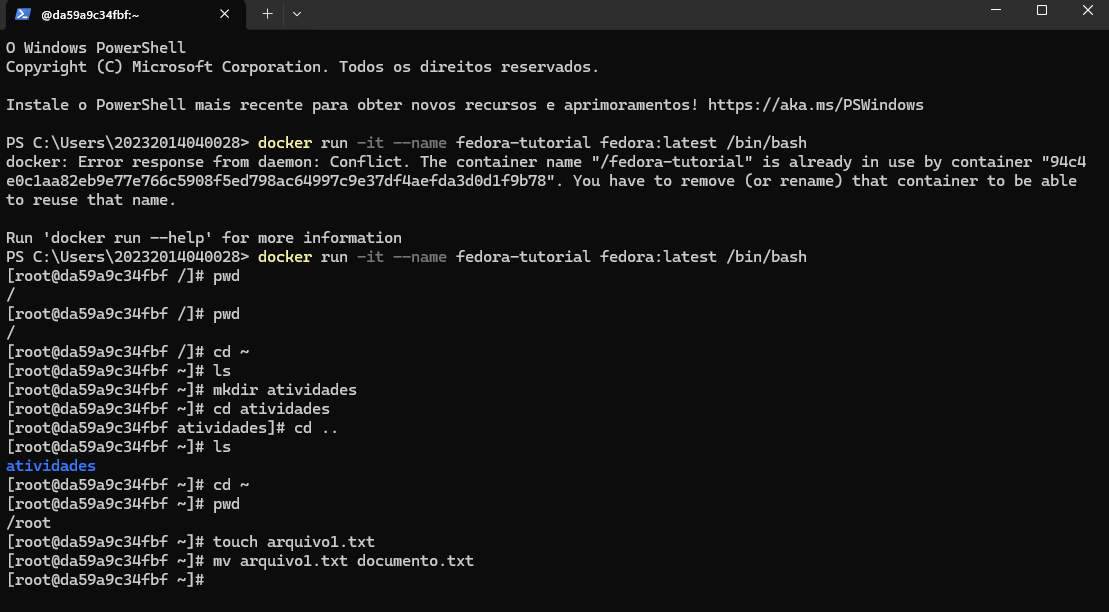 @da59a9c34fbf:~
O Windows PowerShell
Copyright (C) Microsoft Corporation. Todos os direitos reservados.
Instale o PowerShell mais recente para obter novos recursos e aprimoramentos! https://aka.ms/PSWindows
PS C:\Users\20232014040028> docker run -it --name fedora-tutorial fedora:latest /bin/bash
docker: Error response from daemon: Conflict. The container name "/fedora-tutorial" is already in use by container "94c4
e0c1aa82eb9e77e766c5908f5ed798ac64997c9e37df4aefda3d0d1f9b78". You have to remove (or rename) that container to be able
to reuse that name.
Run 'docker run --help' for more information
PS C:\Users\20232014040028> docker run -it --name fedora-tutorial fedora:latest /bin/bash
[root@da59a9c34fbf /]# pwd
/
[root@da59a9c34fbf /]# pwd
/
[root@da59a9c34fbf /]# cd ~
[root@da59a9c34fbf ~]# ls
[root@da59a9c34fbf ~]# mkdir atividades
[root@da59a9c34fbf ~]# cd atividades
[root@da59a9c34fbf atividades]# cd ..
[root@da59a9c34fbf ~]# ls
atividades
[root@da59a9c34fbf ~]# cd ~
[root@da59a9c34fbf ~]# pwd
/root
[root@da59a9c34fbf ~]# touch arquivo1.txt
[root@da59a9c34fbf ~]# mv arquivo1.txt documento.txt
[root@da59a9c34fbf ~]#